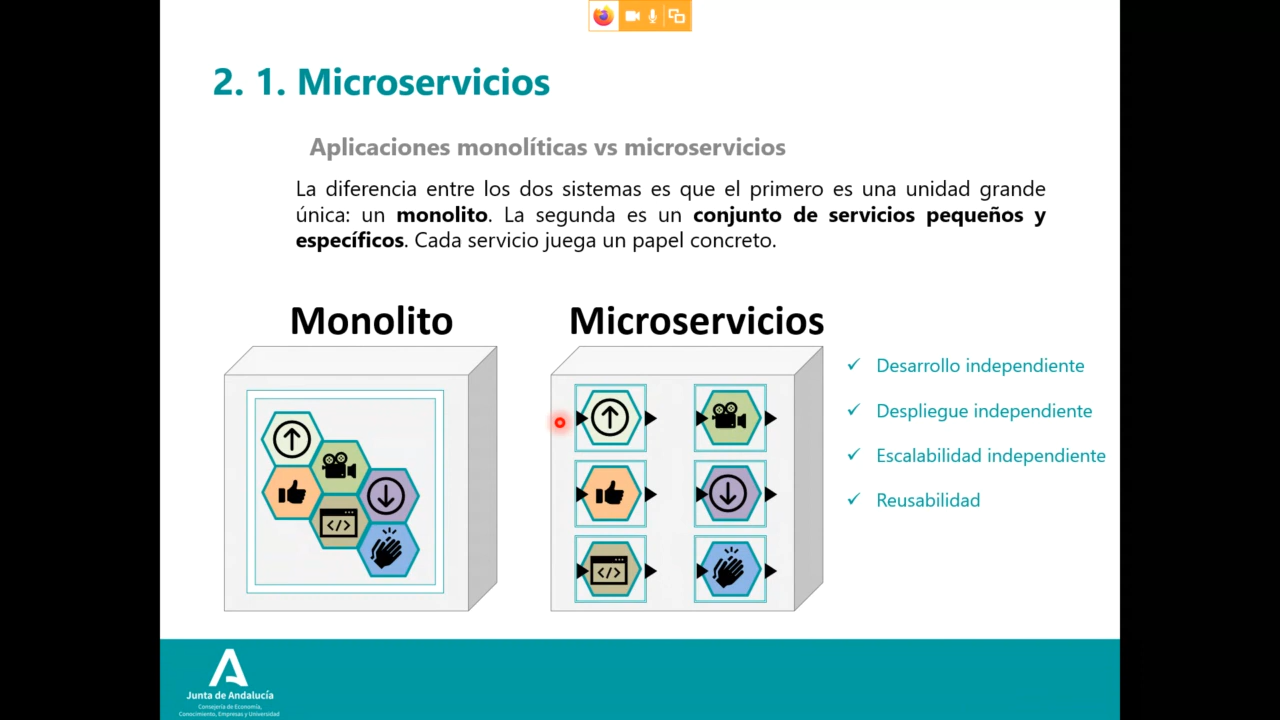 2. 1. Microservicios
Aplicaciones monolíticas vs microservicios
La diferencia entre los dos sistemas es que el primero es una unidad grande
única: un monolito. La segunda es un conjunto de servicios pequeños y
específicos. Cada servicio juega un papel concreto.
Monolito
Microservicios
Desarrollo independiente
Despliegue independiente
Escalabilidad independiente
Reusabilidad
</>
</>
Junta de Andalucía
Consejería de Economía,
Conocimiento, Empresas y Universidad